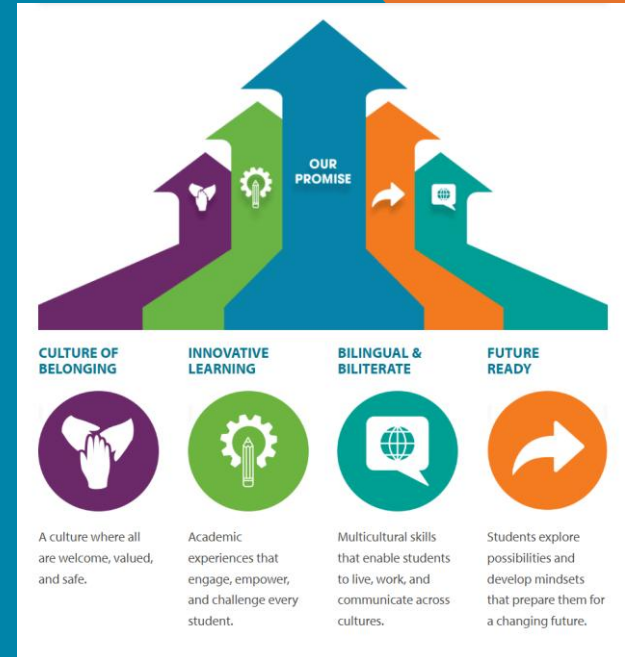 OUR
PROMISE
CULTURE OF
BELONGING
A culture where all
are welcome, valued,
and safe.
INNOVATIVE
LEARNING
Academic
experiences that
engage, empower,
and challenge every
student.
BILINGUAL &
BILITERATE
Multicultural skills
that enable students
to live, work, and
communicate across
cultures.
FUTURE
READY
Students explore
possibilities and
develop mindsets
that prepare them for
a changing future.